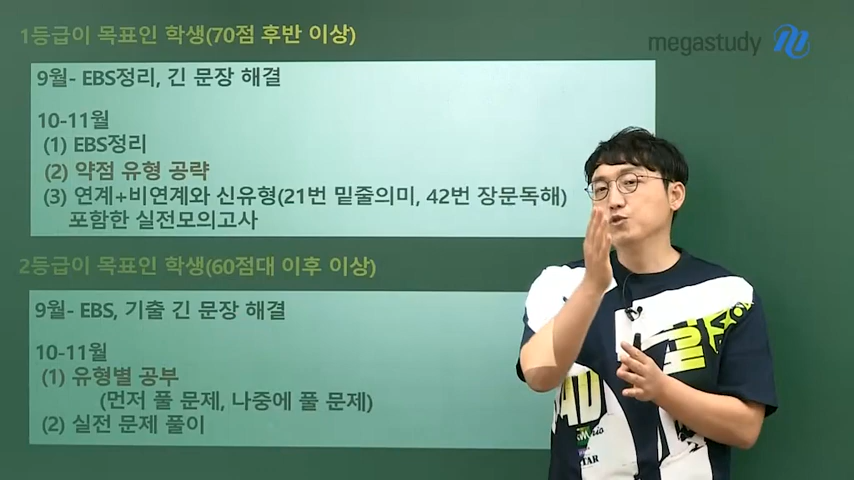 1등급이 목표인 학생(70점 후반 이상)
megastudy
9월- EBS정리, 긴 문장 해결
10-11월
(1) EBS정리
(2) 약점 유형 공략
(3) 연계+비연계와 신유형(21번 밑줄의미, 42번 장문독해)
포함한 실전모의고사
2등급이 목표인 학생(60점대 이후 이상)
9월- EBS, 기출 긴 문장 해결
10-11월
(1) 유형별 공부
(먼저 풀 문제, 나중에 풀 문제)
(2) 실전 문제 풀이